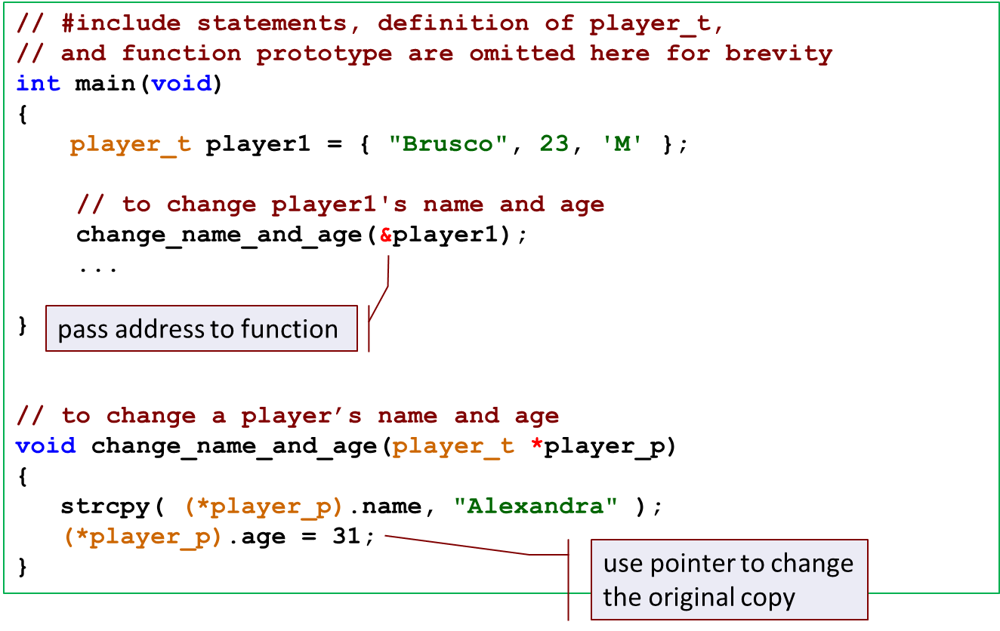 // #include statements, definition of player_t,
// and function prototype are omitted here for brevity
int main(void)
{
player_t player1 = { "Brusco", 23, 'M' };
// to change player1's name and age
change_name_and_age(&player1);
...
}
pass address to function
// to change a player’s name and age
void change_name_and_age(player_t *player_p)
{
strcpy( (*player_p).name, "Alexandra" );
(*player_p).age = 31;
}
use pointer to change
the original copy